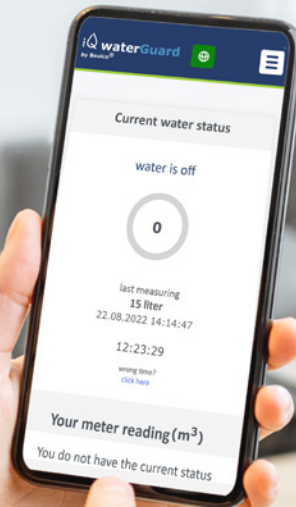 iQ waterGuard
by Bevico®
Current water status
water is off
0
last measuring
15 liter
22.08.2022 14:14:47
12:23:29
wrong time?
click here
Your meter reading (m³)
You do not have the current status